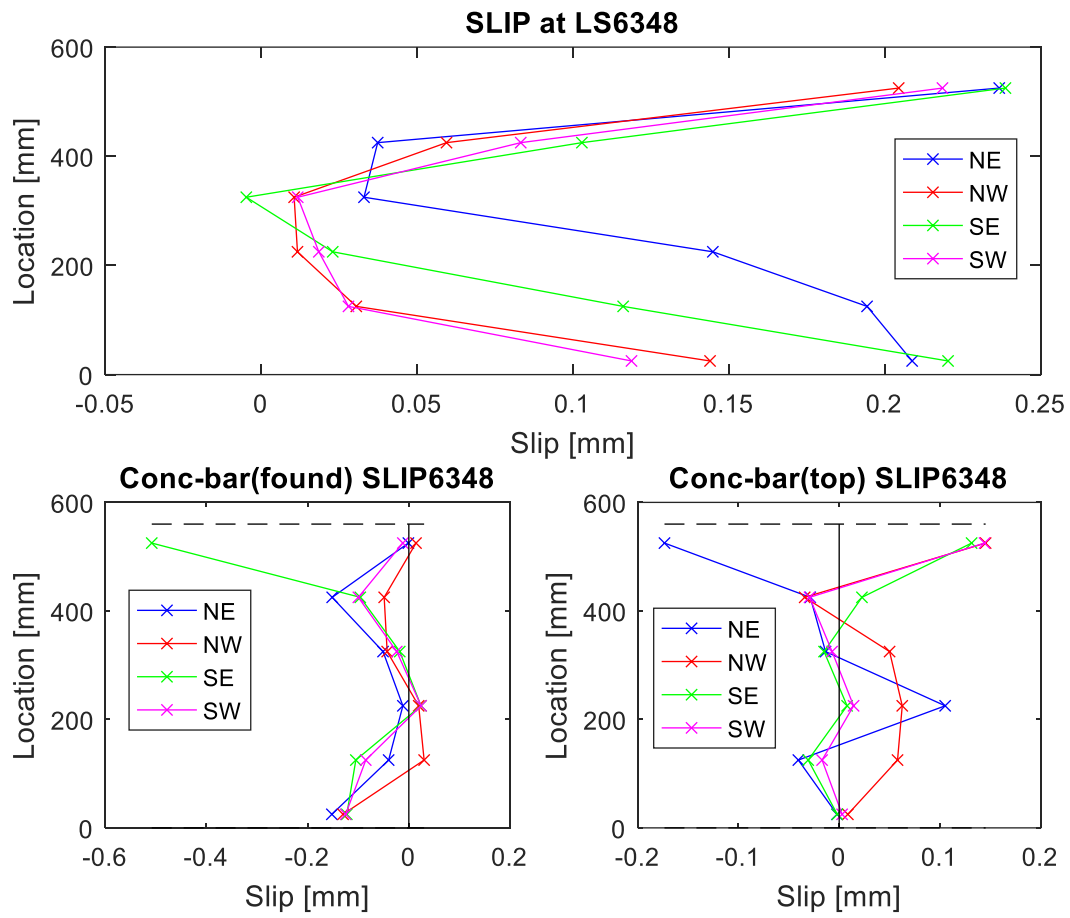 SLIP at LS6348
600
400
200
0
Location [mm]
-0.05 0 0.05 0.1 0.15 0.2 0.25
Slip [mm]
NE
NW
SE
SW
Conc-bar(found) SLIP6348
600
400
200
0
Location [mm]
-0.6 -0.4 -0.2 0 0.2
Slip [mm]
NE
NW
SE
SW
Conc-bar(top) SLIP6348
600
400
200
0
Location [mm]
-0.2 -0.1 0 0.1 0.2
Slip [mm]
NE
NW
SE
SW